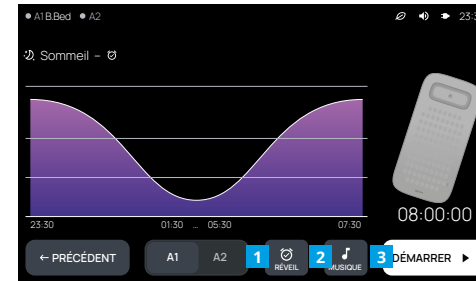 A1 B.Bed A2
Sommeil –
08:00:00
23:30 01:30 ... 05:30 07:30
← PRÉCÉDENT A1 A2 1 RÉVEIL 2 MUSIQUE 3 DÉMARRER